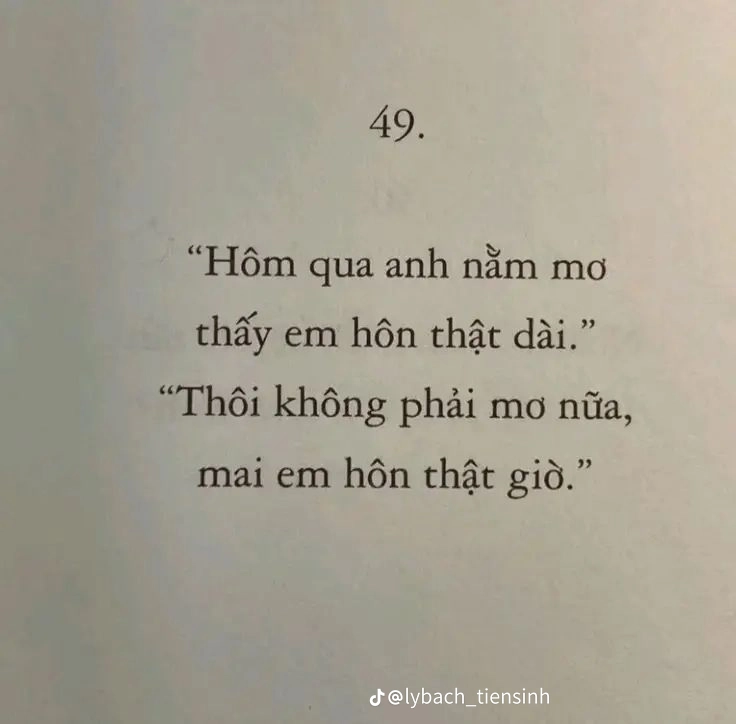 49.
“Hôm qua anh nằm mơ
thấy em hôn thật dài.”
“Thôi không phải mơ nữa,
mai em hôn thật giờ.”
@lybach_tiensinh